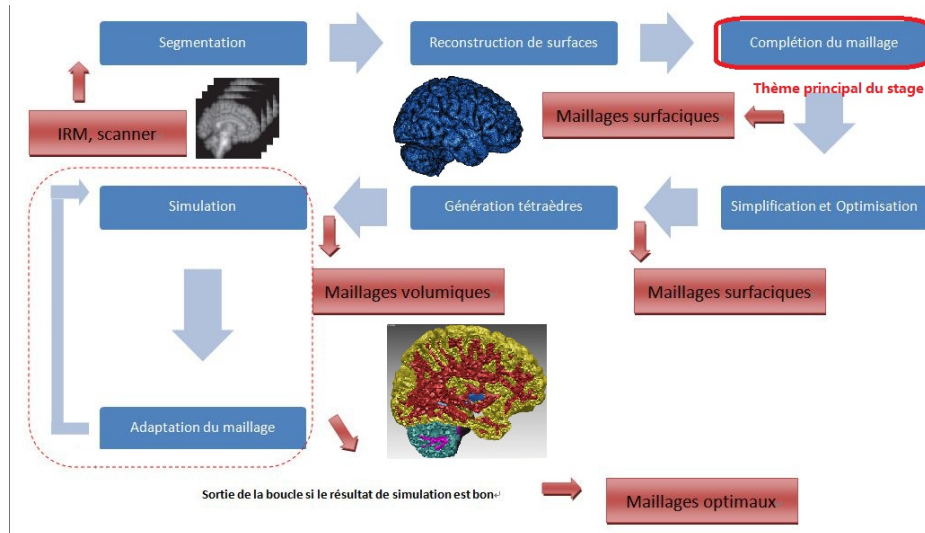 Segmentation
Reconstruction de surfaces
Complétion du maillage
Thème principal du stage
IRM, scanner
Maillages surfaciques
Simulation
Génération tétraèdres
Simplification et Optimisation
Maillages volumiques
Maillages surfaciques
Adaptation du maillage
Sortie de la boucle si le résultat de simulation est bon↵
Maillages optimaux